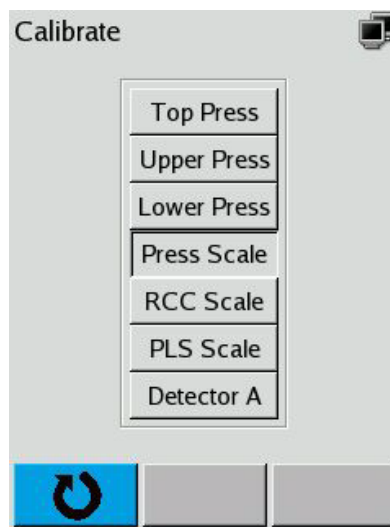 Calibrate
Top Press
Upper Press
Lower Press
Press Scale
RCC Scale
PLS Scale
Detector A